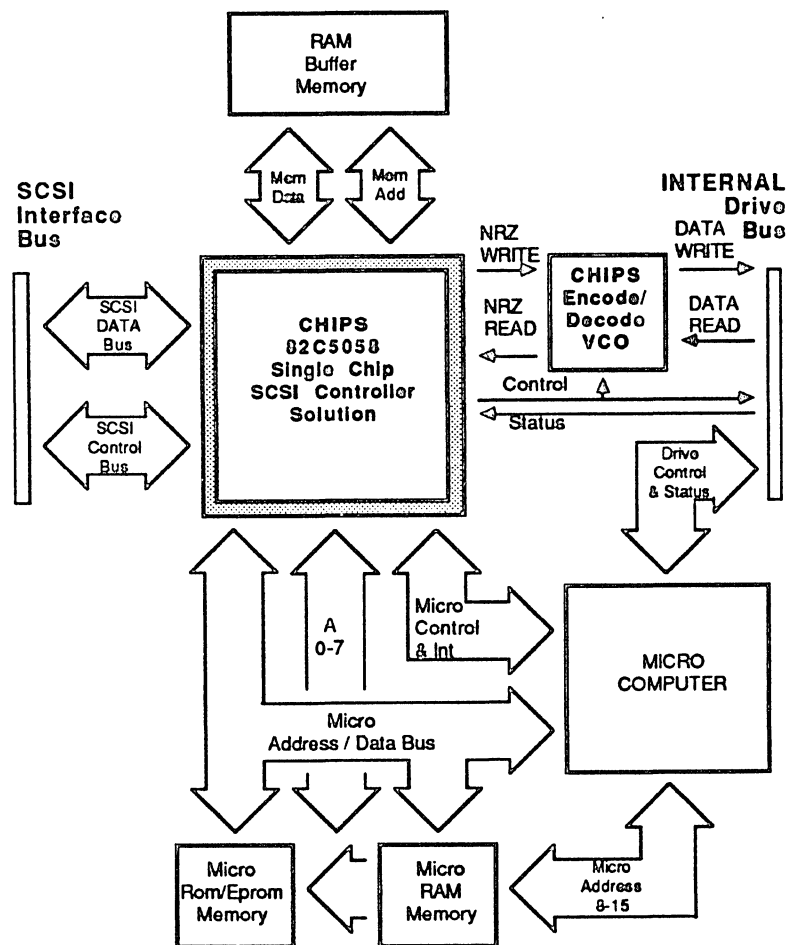 RAM
Buffer
Memory
Mem
Data
Mem
Add
SCSI
Interface
Bus
INTERNAL
Drive
Bus
NRZ
WRITE
DATA
WRITE
CHIPS
Encode/
Decode
VCO
NRZ
READ
DATA
READ
SCSI
DATA
Bus
CHIPS
82C5058
Single Chip
SCSI Controller
Solution
Control
Status
SCSI
Control
Bus
Drive
Control
& Status
A
0-7
Micro
Control
& Int
MICRO
COMPUTER
Micro
Address / Data Bus
Micro
Rom/Eprom
Memory
Micro
RAM
Memory
Micro
Address
8-15